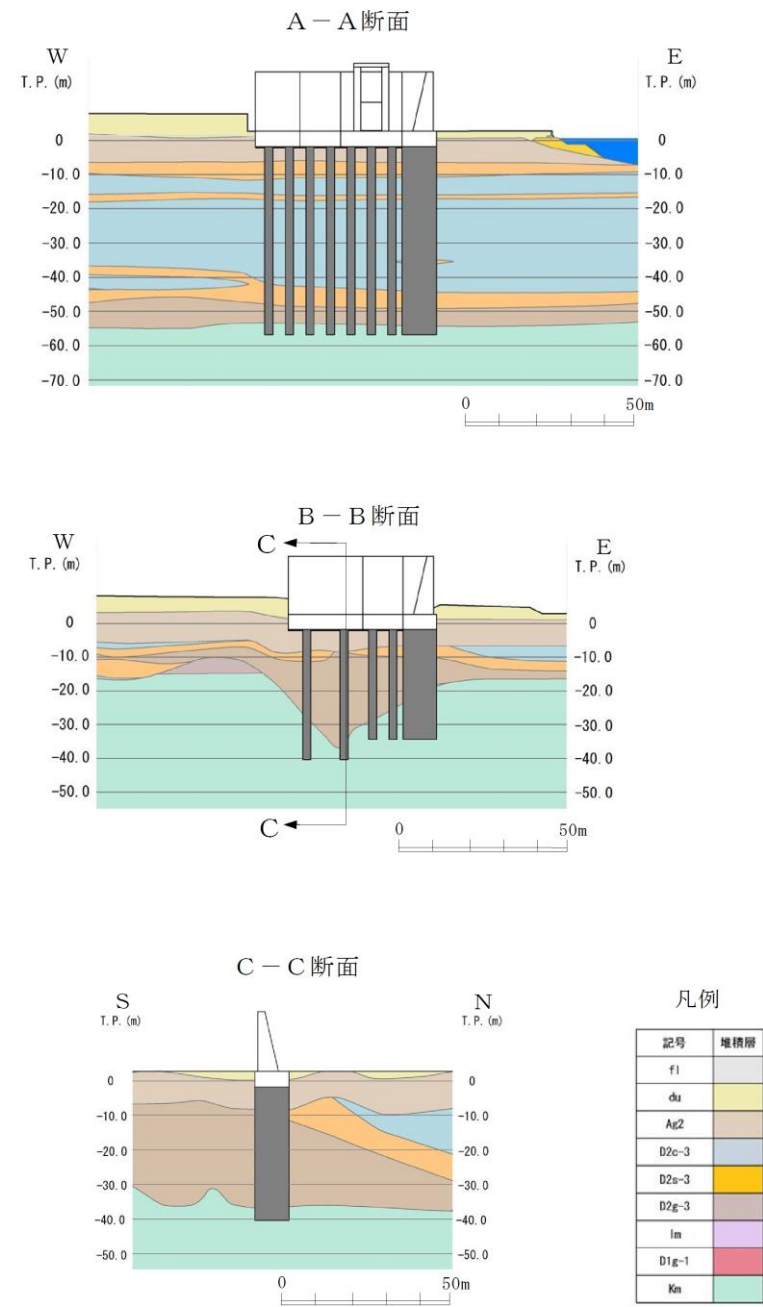 A－A断面
W
E
T.P. (m)
T.P. (m)
0
0
-10.0
-10.0
-20.0
-20.0
-30.0
-30.0
-40.0
-40.0
-50.0
-50.0
-60.0
-60.0
-70.0
-70.0
0
50m
B－B断面
W
C
E
T.P. (m)
T.P. (m)
0
0
-10.0
-10.0
-20.0
-20.0
-30.0
-30.0
-40.0
-40.0
-50.0
-50.0
C
0
50m
C－C断面
S
N
T.P. (m)
T.P. (m)
0
0
-10.0
-10.0
-20.0
-20.0
-30.0
-30.0
-40.0
-40.0
-50.0
-50.0
0
50m
凡例
記号 堆積層
fl
du
Ag2
D2c-3
D2s-3
D2g-3
lm
D1g-1
Km